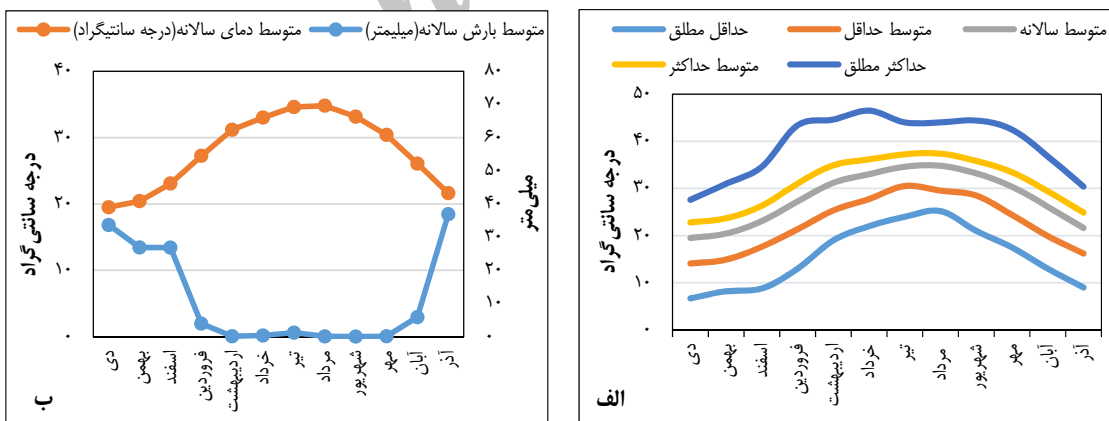 متوسط سالانه
متوسط حداقل
حداقل مطلق
حداکثر مطلق
متوسط حداکثر
۵۰
۴۰
۳۰
۲۰
۱۰
۰
درجه سانتی گراد
دی
بهمن
اسفند
فروردین
اردیبهشت
خرداد
تیر
مرداد
شهریور
مهر
آبان
آذر
الف
متوسط بارش سالانه(میلیمتر)
متوسط دمای سالانه(درجه سانتیگراد)
۴۰
۳۰
۲۰
۱۰
۰
درجه سانتی گراد
۸۰
۷۰
۶۰
۵۰
۴۰
۳۰
۲۰
۱۰
۰
میلی متر
دی
بهمن
اسفند
فروردین
اردیبهشت
خرداد
تیر
مرداد
شهریور
مهر
آبان
آذر
ب